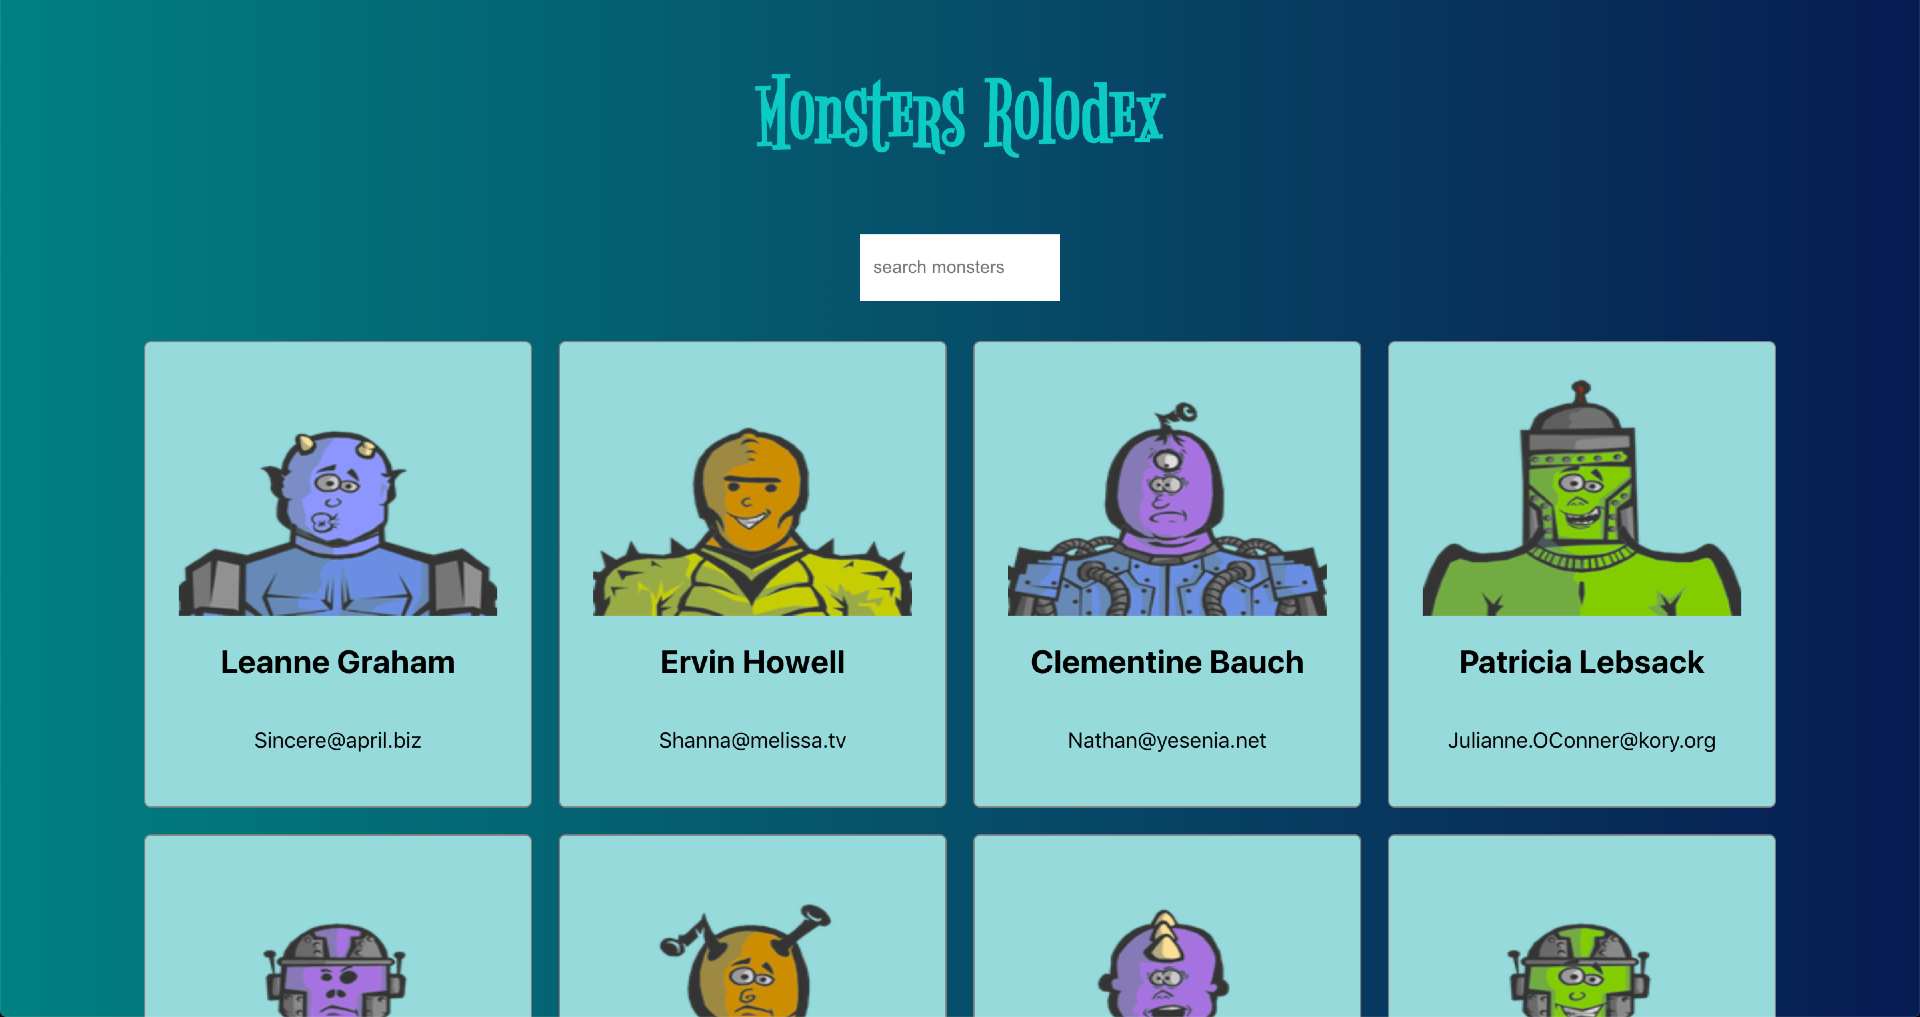 Monsters Rolodex
search monsters
Leanne Graham
Sincere@april.biz
Ervin Howell
Shanna@melissa.tv
Clementine Bauch
Nathan@yesenia.net
Patricia Lebsack
Julianne.OConner@kory.org